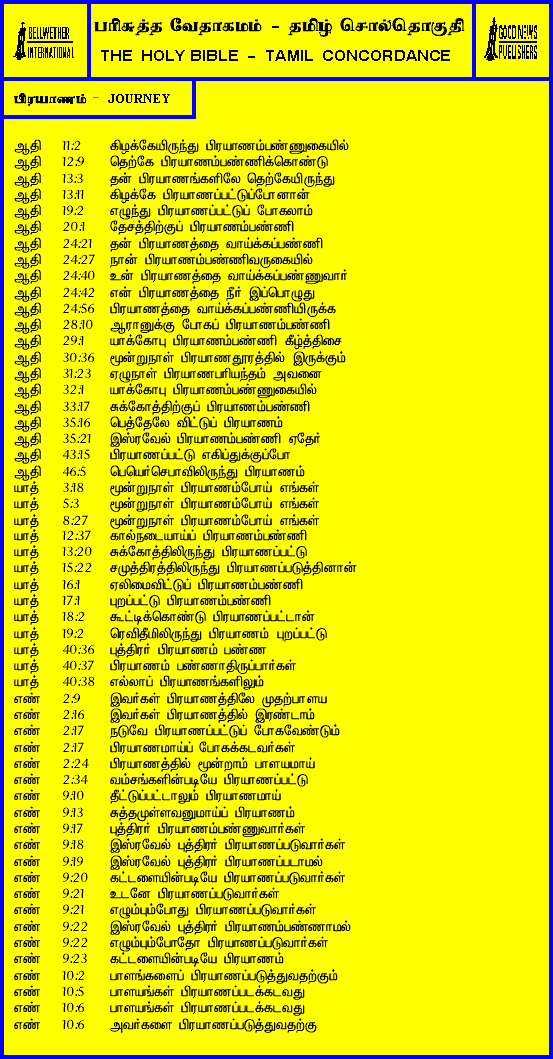 BELLWETHER
INTERNATIONAL
பரிசுத்த வேதாகமம் - தமிழ் சொல்தொகுதி
THE HOLY BIBLE - TAMIL CONCORDANCE
GOOD NEWS
PUBLISHERS
பிரயாணம் - JOURNEY
ஆதி 11:2 கிழக்கேயிருந்து பிரயாணம்பண்ணுகையில்
ஆதி 12:9 தெற்கே பிரயாணம்பண்ணிக்கொண்டு
ஆதி 13:3 தன் பிரயாணங்களிலே தெற்கேயிருந்து
ஆதி 13:11 கிழக்கே பிரயாணப்பட்டுப்போனான்
ஆதி 19:2 எழுந்து பிரயாணப்பட்டுப் போகலாம்
ஆதி 20:1 தேசத்திற்குப் பிரயாணம்பண்ணி
ஆதி 24:21 தன் பிரயாணத்தை வாய்க்கப்பண்ணி
ஆதி 24:27 நான் பிரயாணம்பண்ணிவருகையில்
ஆதி 24:40 உன் பிரயாணத்தை வாய்க்கப்பண்ணுவார்
ஆதி 24:42 என் பிரயாணத்தை நீர் இப்பொழுது
ஆதி 24:56 பிரயாணத்தை வாய்க்கப்பண்ணியிருக்க
ஆதி 28:10 ஆரானுக்கு போகப் பிரயாணம்பண்ணி
ஆதி 29:1 யாக்கோபு பிரயாணம்பண்ணி கீழ்த்திசை
ஆதி 30:36 மூன்றுநாள் பிரயாணதூரத்தில் இருக்கும்
ஆதி 31:23 ஏழுநாள் பிரயாணபரியந்தம் அவனை
ஆதி 32:1 யாக்கோபு பிரயாணம்பண்ணுகையில்
ஆதி 33:17 சுக்கோத்திற்குப் பிரயாணம்பண்ணி
ஆதி 35:16 பெத்தேலே விட்டுப் பிரயாணம்
ஆதி 35:21 இஸ்ரவேல் பிரயாணம்பண்ணி ஏதேர்
ஆதி 43:15 பிரயாணப்பட்டு எகிப்துக்குப்போ
ஆதி 46:5 பெயெர்செபாவிலிருந்து பிரயாணம்
யாத் 3:18 மூன்றுநாள் பிரயாணம்போய் எங்கள்
யாத் 5:3 மூன்றுநாள் பிரயாணம்போய் எங்கள்
யாத் 8:27 மூன்றுநாள் பிரயாணம்போய் எங்கள்
யாத் 12:37 கால்நடையாய்ப் பிரயாணம்பண்ணி
யாத் 13:20 சுக்கோத்திலிருந்து பிரயாணப்பட்டு
யாத் 15:22 சமுத்திரத்திலிருந்து பிரயாணப்படுத்தினான்
யாத் 16:1 ஏலிமைவிட்டுப் பிரயாணம்பண்ணி
யாத் 17:1 புறப்பட்டு பிரயாணம்பண்ணி
யாத் 18:2 கூட்டிக்கொண்டு பிரயாணப்பட்டான்
யாத் 19:2 ரெவிதீமிலிருந்து பிரயாணம் புறப்பட்டு
யாத் 40:36 புத்திரர் பிரயாணம் பண்ண
யாத் 40:37 பிரயாணம் பண்ணாதிருப்பார்கள்
யாத் 40:38 எல்லாப் பிரயாணங்களிலும்
எண் 2:9 இவர்கள் பிரயாணத்திலே முதற்பாளய
எண் 2:16 இவர்கள் பிரயாணத்தில் இரண்டாம்
எண் 2:17 நடுவே பிரயாணப்பட்டுப் போகவேண்டும்
எண் 2:17 பிரயாணமாய்ப் போகக்கடவர்கள்
எண் 2:24 பிரயாணத்தில் மூன்றாம் பாளயமாய்
எண் 2:34 வம்சங்களின்படியே பிரயாணப்பட்டு
எண் 9:10 தீட்டுப்பட்டாலும் பிரயாணமாய்
எண் 9:13 சுத்தமுள்ளவனுமாய்ப் பிரயாணம்
எண் 9:17 புத்திரர் பிரயாணம்பண்ணுவார்கள்
எண் 9:18 இஸ்ரவேல் புத்திரர் பிரயாணப்படுவார்கள்
எண் 9:19 இஸ்ரவேல் புத்திரர் பிரயாணப்படாமல்
எண் 9:20 கட்டளையின்படியே பிரயாணப்படுவார்கள்
எண் 9:21 உடனே பிரயாணப்படுவார்கள்
எண் 9:21 எழும்பும்போது பிரயாணப்படுவார்கள்
எண் 9:22 இஸ்ரவேல் புத்திரர் பிரயாணம்பண்ணாமல்
எண் 9:22 எழும்பும்போதோ பிரயாணப்படுவார்கள்
எண் 9:23 கட்டளையின்படியே பிரயாணம்
எண் 10:2 பாளங்களைப் பிரயாணப்படுத்துவதற்கும்
எண் 10:5 பாளயங்கள் பிரயாணப்படக்கடவது
எண் 10:6 பாளயங்கள் பிரயாணப்படக்கடவது
எண் 10:6 அவர்களை பிரயாணப்படுத்துவதற்கு